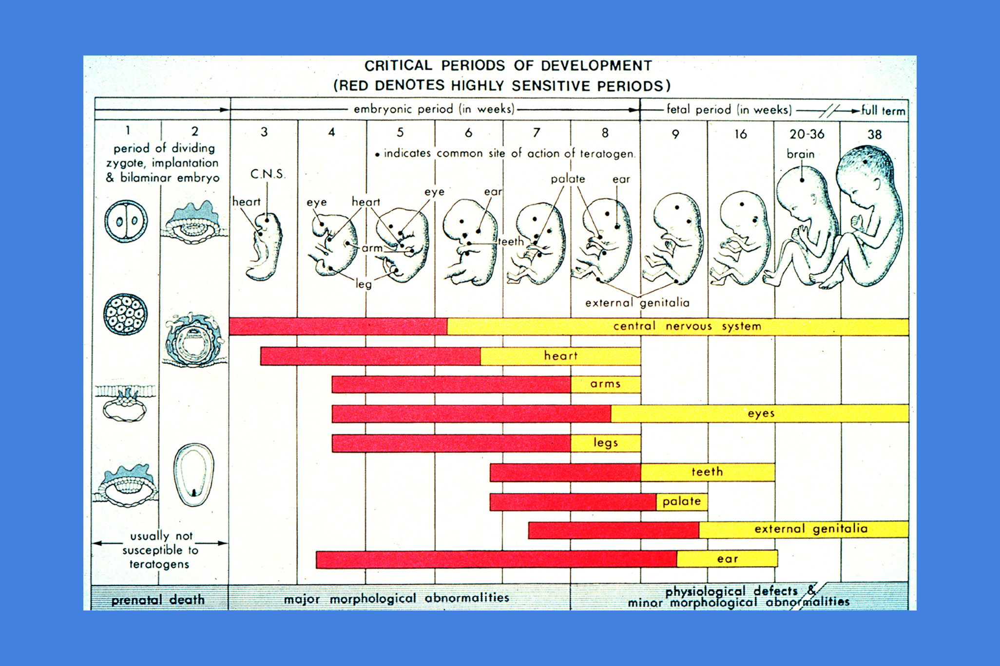 CRITICAL PERIODS OF DEVELOPMENT
(RED DENOTES HIGHLY SENSITIVE PERIODS)
embryonic period (in weeks)
fetal period (in weeks)
full term
1
2
3
4
5
6
7
8
9
16
20-36
38
period of dividing
zygote, implantation
& bilaminar embryo
• indicates common site of action of teratogen.
C.N.S.
heart
eye
heart
eye
arm
leg
ear
teeth
palate
ear
brain
external genitalia
central nervous system
heart
arms
eyes
legs
teeth
palate
external genitalia
ear
usually not
susceptible to
teratogens
prenatal death
major morphological abnormalities
physiological defects &
minor morphological abnormalities